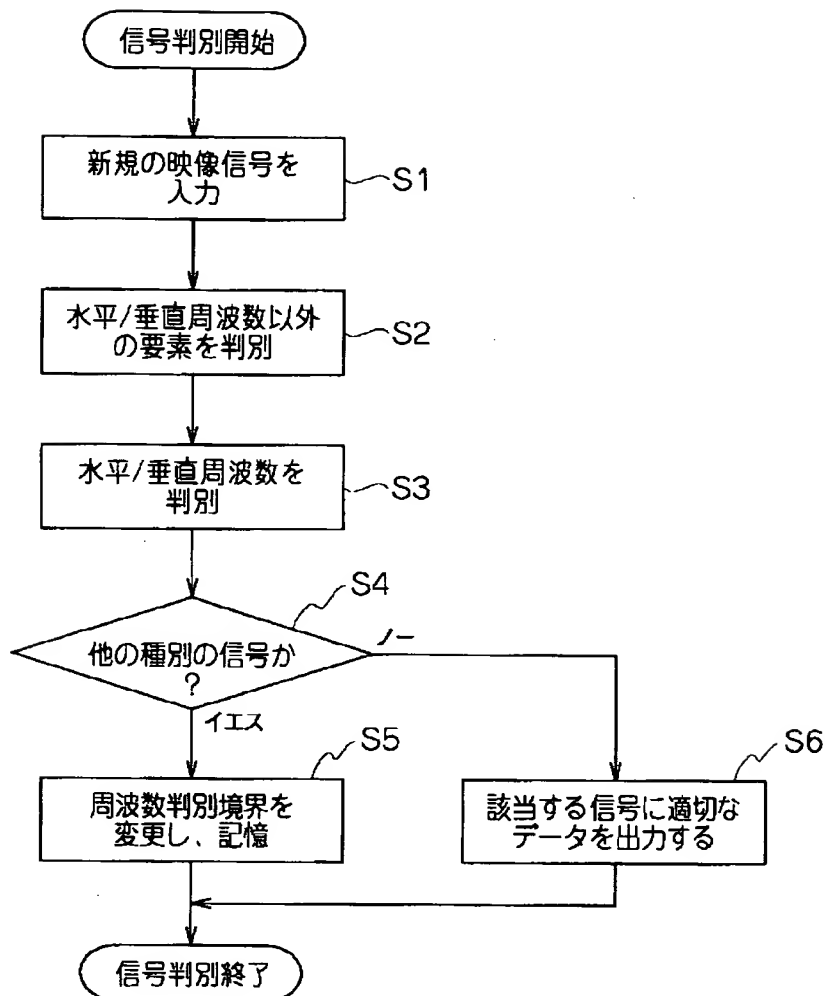 信号判別開始
新規の映像信号を
入力
S1
水平/垂直周波数以外
の要素を判別
S2
水平/垂直周波数を
判別
S3
S4
他の種別の信号か
?
ノー
イエス
S5
周波数判別境界を
変更し、記憶
S6
該当する信号に適切な
データを出力する
信号判別終了